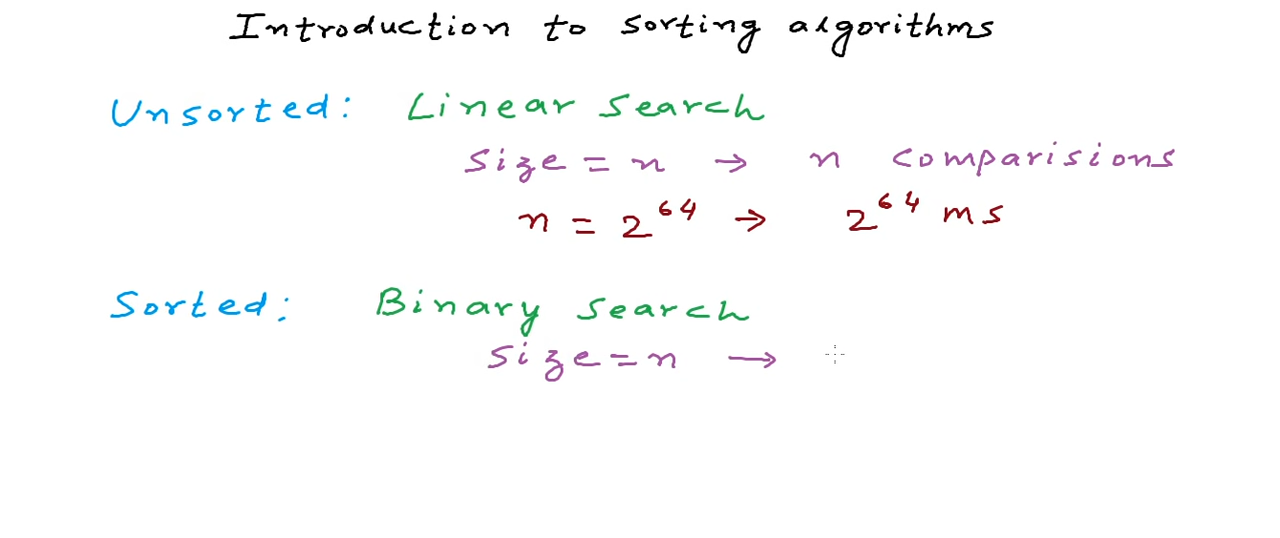 Introduction to sorting algorithms
Unsorted: Linear search
size = n → n comparisions
n = 2^64 → 2^64 ms
Sorted: Binary search
size = n →